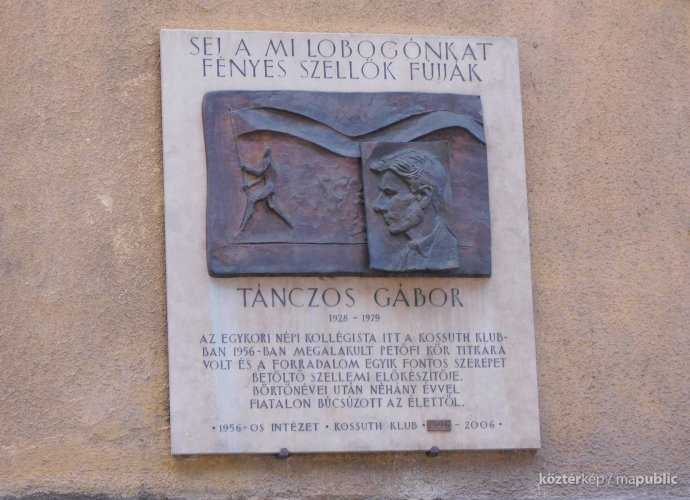 SEJ A MI LOBOGÓNKAT
FÉNYES SZELLŐK FÚJJÁK
TÁNCZOS GÁBOR
1928 - 1979
AZ EGYKORI NÉPI KOLLÉGISTA ITT A KOSSUTH KLUB-
BAN 1956-BAN MEGALAKULT PETŐFI KÖR TITKÁRA
VOLT ÉS A FORRADALOM EGYIK FONTOS SZEREPET
BETÖLTŐ SZELLEMI ELŐKÉSZÍTŐJE.
BÖRTÖNÉVEI UTÁN NÉHÁNY ÉVVEL
FIATALON BÚCSÚZOTT AZ ÉLETTŐL.
• 1956-OS INTÉZET • KOSSUTH KLUB • 1996 - 2006 •
köztérkép / mapublic